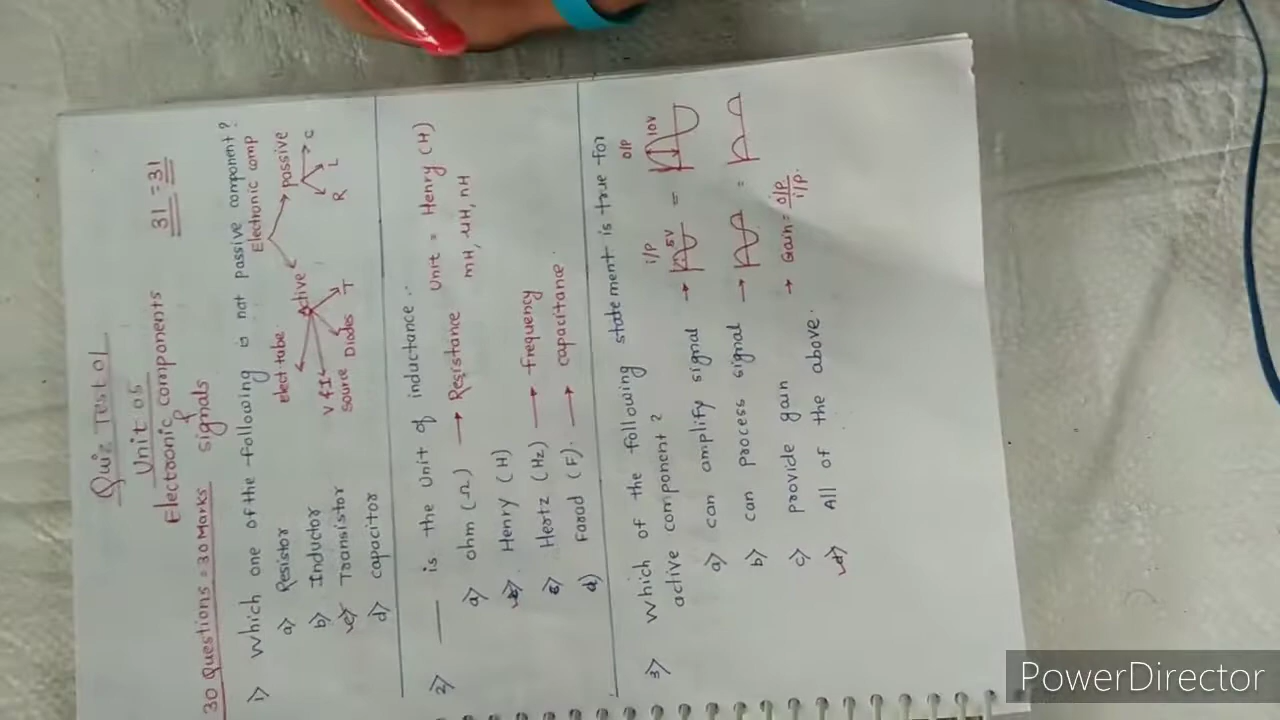 Quiz Test 01
Unit 05
Electronic components
signals
30 Questions = 30 Marks
31 = 31
1) Which one of the following is not passive component?
a) Resistor
b) Inductor
c) Transistor
d) capacitor
Electronic comp
Active
passive
R L C
Elect tube
V & I source
Diodes
T
2) __ is the Unit of inductance.
Unit = Henry (H)
mH, μH, nH
a) ohm (Ω) → Resistance
b) Henry (H)
c) Hertz (Hz) → frequency
d) Farad (F). → capacitance.
3) Which of the following statement is true for
active component?
i/P
o/P
a) can amplify signal → 5V = 10V
b) can process signal → =
c) provide gain → Gain = o/p / i/p.
d) All of the above.
PowerDirector